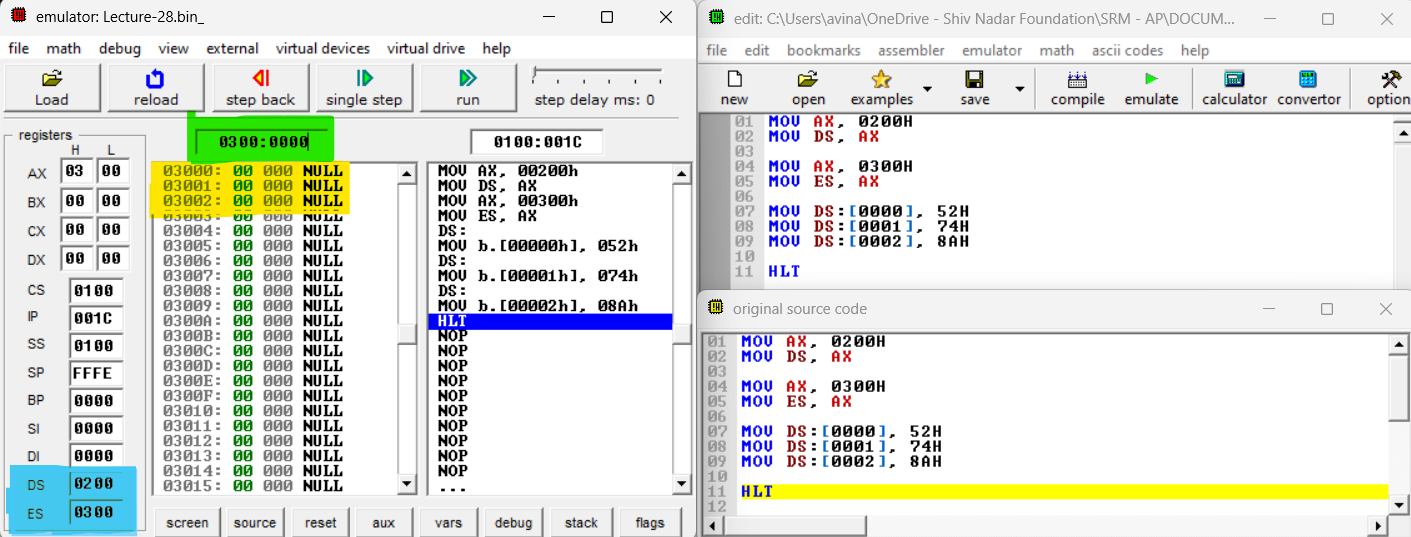 emulator: Lecture-28.bin_
file math debug view external virtual devices virtual drive help
Load reload step back single step run step delay ms: 0
registers
H L
AX 03 00
BX 00 00
CX 00 00
DX 00 00
CS 0100
IP 001C
SS 0100
SP FFFE
BP 0000
SI 0000
DI 0000
DS 0200
ES 0300
0300:0000
03000: 00 000 NULL
03001: 00 000 NULL
03002: 00 000 NULL
03003: 00 000 NULL
03004: 00 000 NULL
03005: 00 000 NULL
03006: 00 000 NULL
03007: 00 000 NULL
03008: 00 000 NULL
03009: 00 000 NULL
0300A: 00 000 NULL
0300B: 00 000 NULL
0300C: 00 000 NULL
0300D: 00 000 NULL
0300E: 00 000 NULL
0300F: 00 000 NULL
03010: 00 000 NULL
03011: 00 000 NULL
03012: 00 000 NULL
03013: 00 000 NULL
03014: 00 000 NULL
03015: 00 000 NULL
0100:001C
MOV AX, 00200h
MOV DS, AX
MOV AX, 00300h
MOV ES, AX
DS:
MOV b.[00000h], 052h
DS:
MOV b.[00001h], 074h
DS:
MOV b.[00002h], 08Ah
HLT
NOP
NOP
NOP
NOP
NOP
NOP
NOP
NOP
NOP
NOP
...
screen source reset aux vars debug stack flags
edit: C:\Users\avina\OneDrive - Shiv Nadar Foundation\SRM - AP\DOCUM...
file edit bookmarks assembler emulator math ascii codes help
new open examples save compile emulate calculator convertor option
01 MOV AX, 0200H
02 MOV DS, AX
03
04 MOV AX, 0300H
05 MOV ES, AX
06
07 MOV DS:[0000], 52H
08 MOV DS:[0001], 74H
09 MOV DS:[0002], 8AH
10
11 HLT
original source code
01 MOV AX, 0200H
02 MOV DS, AX
03
04 MOV AX, 0300H
05 MOV ES, AX
06
07 MOV DS:[0000], 52H
08 MOV DS:[0001], 74H
09 MOV DS:[0002], 8AH
10
11 HLT
12